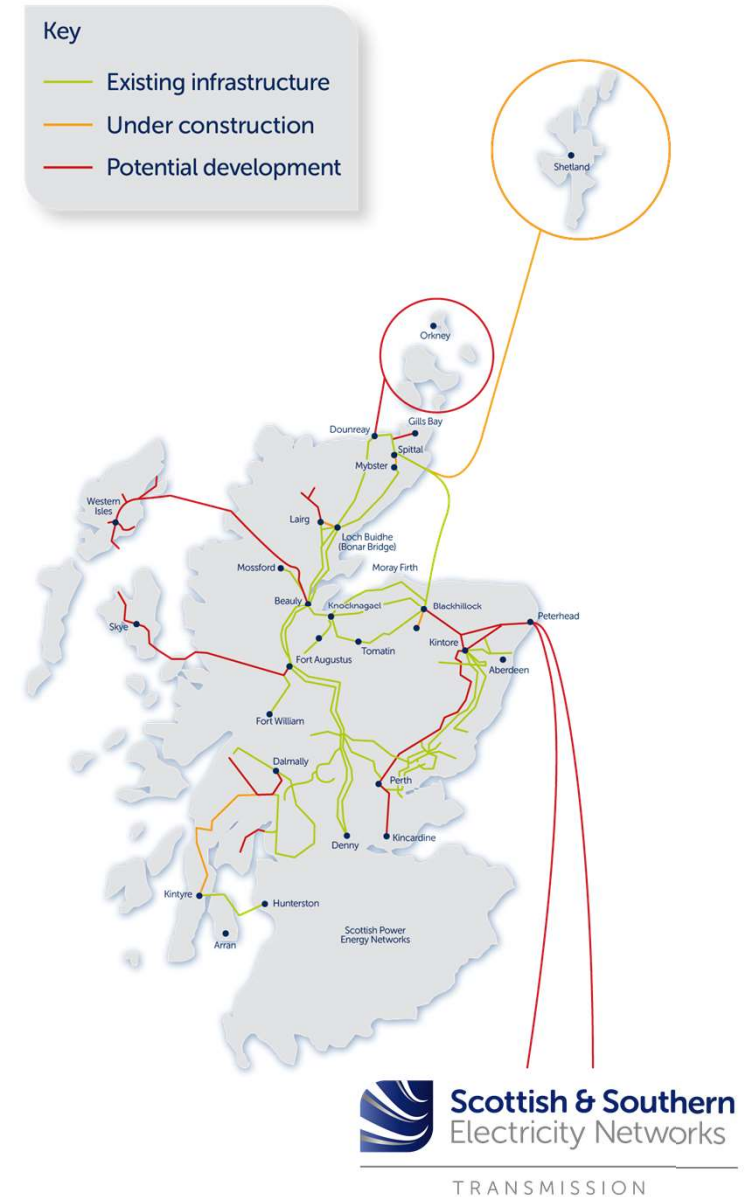 Key
Existing infrastructure
Under construction
Potential development
Shetland
Orkney
Gills Bay
Dounreay
Spittal
Mybster
Western
Isles
Lairg
Loch Buidhe
(Bonar Bridge)
Mossford
Moray Firth
Beauly
Knocknagael
Blackhillock
Peterhead
Skye
Kintore
Tomatin
Fort Augustus
Aberdeen
Fort William
Dalmally
Perth
Denny
Kincardine
Kintyre
Hunterston
Scottish Power
Energy Networks
Arran
Scottish & Southern
Electricity Networks
TRANSMISSION